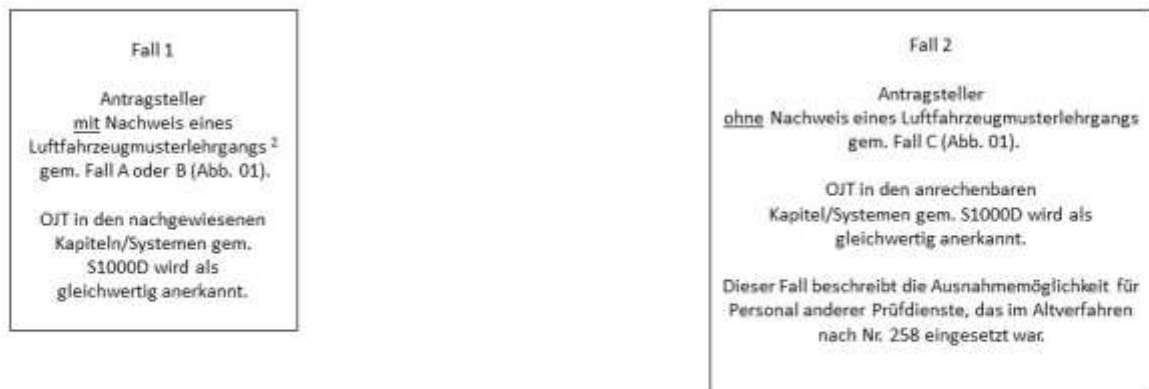 Fall 1
Antragsteller
mit Nachweis eines
Luftfahrzeugmusterlehrgangs ²
gem. Fall A oder B (Abb. 01).
OJT in den nachgewiesenen
Kapiteln/Systemen gem.
S1000D wird als
gleichwertig anerkannt.
Fall 2
Antragsteller
ohne Nachweis eines Luftfahrzeugmusterlehrgangs
gem. Fall C (Abb. 01).
OJT in den anrechenbaren
Kapitel/Systemen gem. S1000D wird als
gleichwertig anerkannt.
Dieser Fall beschreibt die Ausnahmemöglichkeit für
Personal anderer Prüfdienste, das im Altverfahren
nach Nr. 258 eingesetzt war.